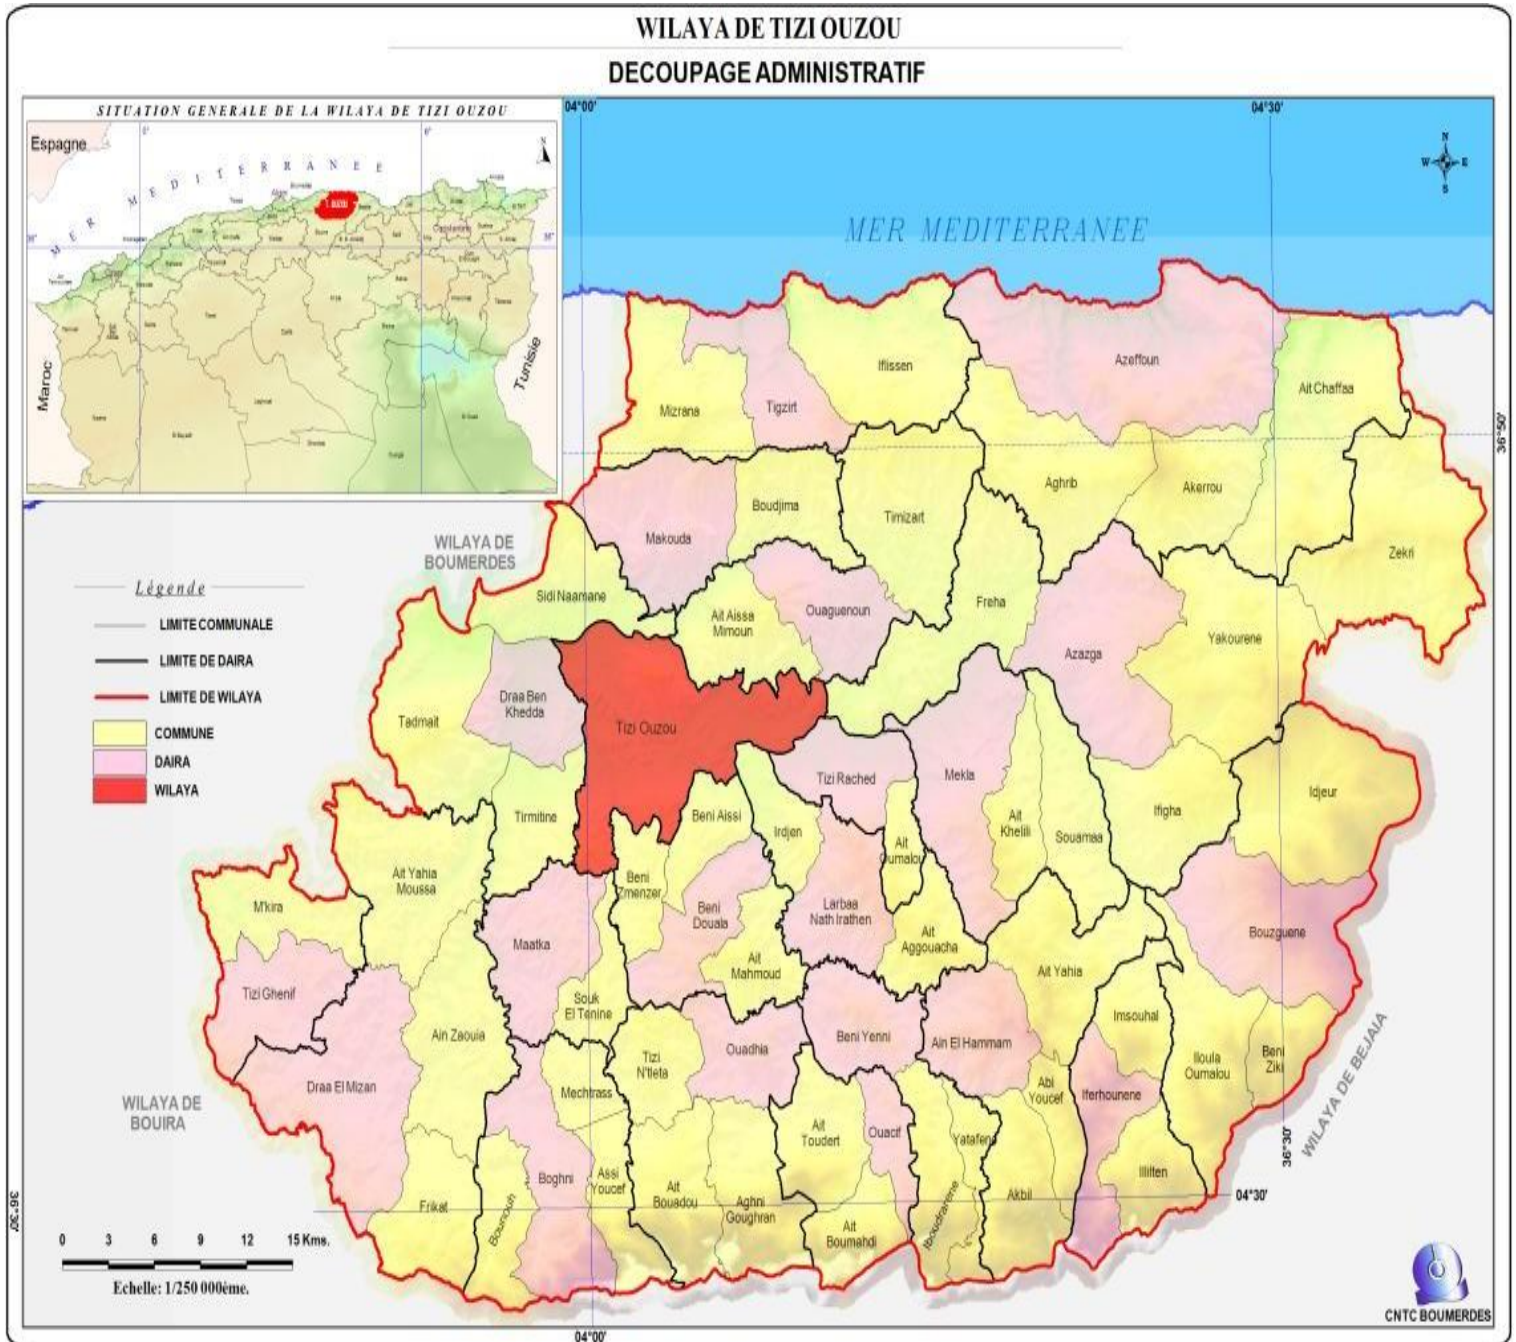 WILAYA DE TIZI OUZOU
DECOUPAGE ADMINISTRATIF
SITUATION GENERALE DE LA WILAYA DE TIZI OUZOU
Espagne
MER MEDITERRANEE
T. OUZOU
Maroc
Tunisie
N
04°00'
04°30'
N
W E
S
MER MEDITERRANEE
36°50'
WILAYA DE
BOUMERDES
Légende
LIMITE COMMUNALE
LIMITE DE DAIRA
LIMITE DE WILAYA
COMMUNE
DAIRA
WILAYA
Iflissen
Azeffoun
Ait Chaffaa
Mizrana
Tigzirt
Aghrib
Akerrou
Boudjima
Timizart
Makouda
Zekri
Sidi Naamane
Ait Aissa
Mimoun
Ouaguenoun
Freha
Yakourene
Azazga
Draa Ben
Khedda
Tadmait
Tizi Ouzou
Tizi Rached
Mekla
Idjeur
Tirmitine
Beni Aissi
Irdjen
Ait
Khelili
Souamaa
Ifigha
Ait
Oumalou
Ait Yahia
Moussa
Beni
Zmenzer
M'kira
Beni
Douala
Larbaa
Nath Irathen
Bouzguene
Maatka
Ait
Aggouacha
Ait
Mahmoud
Ait Yahia
Tizi Ghenif
Souk
El Tenine
Imsouhal
Ain Zaouia
Ouadhia
Beni Yenni
Ain El Hammam
Tizi
N'tleta
Iloula
Oumalou
Beni
Ziki
Draa El Mizan
Mechtrass
Abi
Youcef
Iferhounene
WILAYA DE
BOUIRA
WILAYA DE BEJAIA
Ait
Toudert
Ouacif
Yatafene
Boghni
Assi
Youcef
Illilten
Ait
Bouadou
Akbil
Frikat
Bounouh
Aghni
Goughran
Iboudrarene
Ait
Boumahdi
36°30'
04°30'
36°30'
0 3 6 9 12 15 Kms.
Echelle: 1/250 000ème.
04°00'
CNTC BOUMERDES